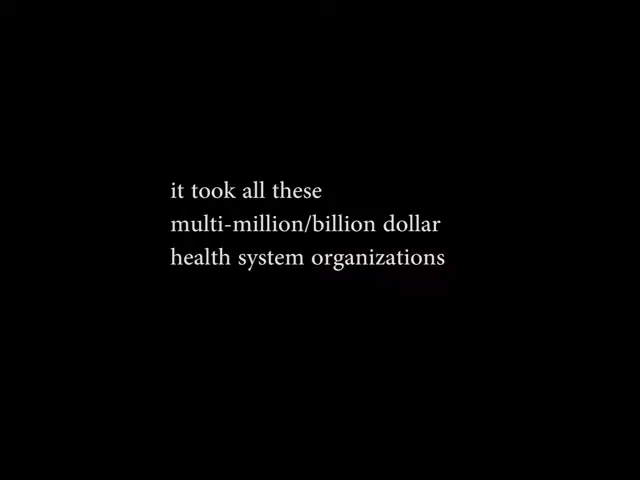 it took all these
multi-million/billion dollar
health system organizations